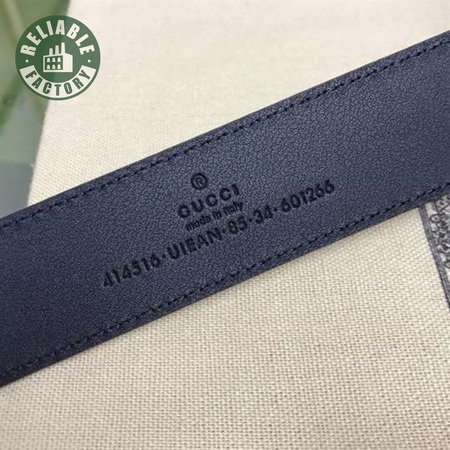 RELIABLE
FACTORY
®
GUCCI
made in italy
414516·U1EAN·85·34·601266